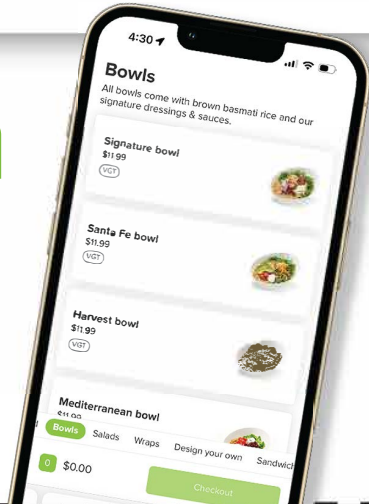 4:30
Bowls
All bowls come with brown basmati rice and our
signature dressings & sauces.
Signature bowl
$11.99
VGT
Santa Fe bowl
$11.99
VGT
Harvest bowl
$11.99
VGT
Mediterranean bowl
$11.99
Bowls Salads Wraps Design your own Sandwich
0 $0.00 Checkout